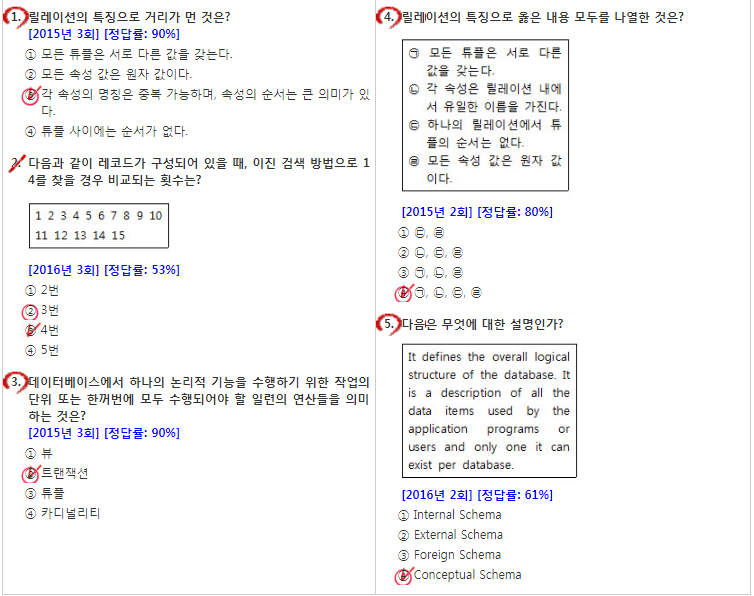 1. 릴레이션의 특징으로 거리가 먼 것은?
[2015년 3회] [정답률: 90%]
① 모든 튜플은 서로 다른 값을 갖는다.
② 모든 속성 값은 원자 값이다.
③ 각 속성의 명칭은 중복 가능하며, 속성의 순서는 큰 의미가 있
다.
④ 튜플 사이에는 순서가 없다.
2. 다음과 같이 레코드가 구성되어 있을 때, 이진 검색 방법으로 1
4를 찾을 경우 비교되는 횟수는?
1 2 3 4 5 6 7 8 9 10
11 12 13 14 15
[2016년 3회] [정답률: 53%]
① 2번
② 3번
③ 4번
④ 5번
3. 데이터베이스에서 하나의 논리적 기능을 수행하기 위한 작업의
단위 또는 한꺼번에 모두 수행되어야 할 일련의 연산들을 의미
하는 것은?
[2015년 3회] [정답률: 90%]
① 뷰
② 트랜잭션
③ 튜플
④ 카디널리티
4. 릴레이션의 특징으로 옳은 내용 모두를 나열한 것은?
㉠ 모든 튜플은 서로 다른
값을 갖는다.
㉡ 각 속성은 릴레이션 내에
서 유일한 이름을 가진다.
㉢ 하나의 릴레이션에서 튜
플의 순서는 없다.
㉣ 모든 속성 값은 원자 값
이다.
[2015년 2회] [정답률: 80%]
① ㉢, ㉣
② ㉡, ㉢, ㉣
③ ㉠, ㉡, ㉣
④ ㉠, ㉡, ㉢, ㉣
5. 다음은 무엇에 대한 설명인가?
It defines the overall logical
structure of the database. It
is a description of all the
data items used by the
application programs or
users and only one it can
exist per database.
[2016년 2회] [정답률: 61%]
① Internal Schema
② External Schema
③ Foreign Schema
④ Conceptual Schema